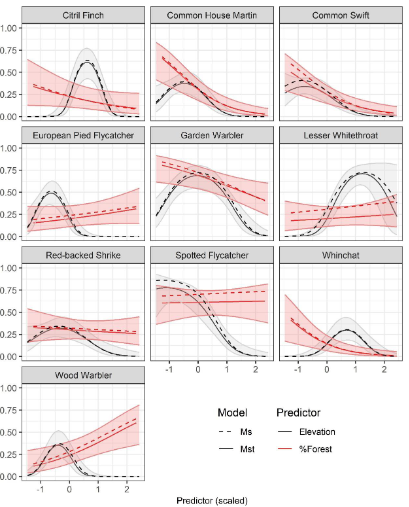 Citril Finch Common House Martin Common Swift
1.00
0.75
0.50
0.25
0.00
European Pied Flycatcher Garden Warbler Lesser Whitethroat
1.00
0.75
0.50
0.25
0.00
Red-backed Shrike Spotted Flycatcher Whinchat
1.00
0.75
0.50
0.25
0.00
-1 0 1 2 -1 0 1 2
Wood Warbler
1.00
0.75
0.50
0.25
0.00
-1 0 1 2
Model Predictor
Ms Elevation
Mst %Forest
Predictor (scaled)